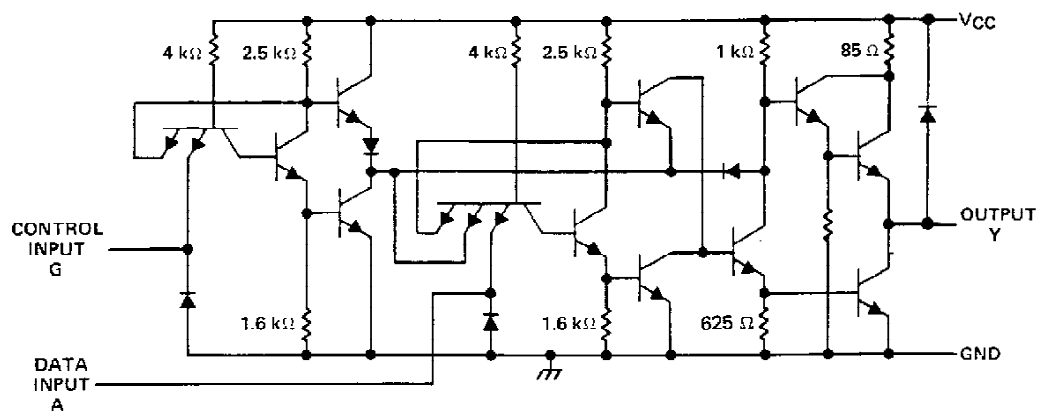 VCC
4 kΩ
2.5 kΩ
4 kΩ
2.5 kΩ
1 kΩ
85 Ω
CONTROL
INPUT
G
OUTPUT
Y
1.6 kΩ
1.6 kΩ
625 Ω
GND
DATA
INPUT
A